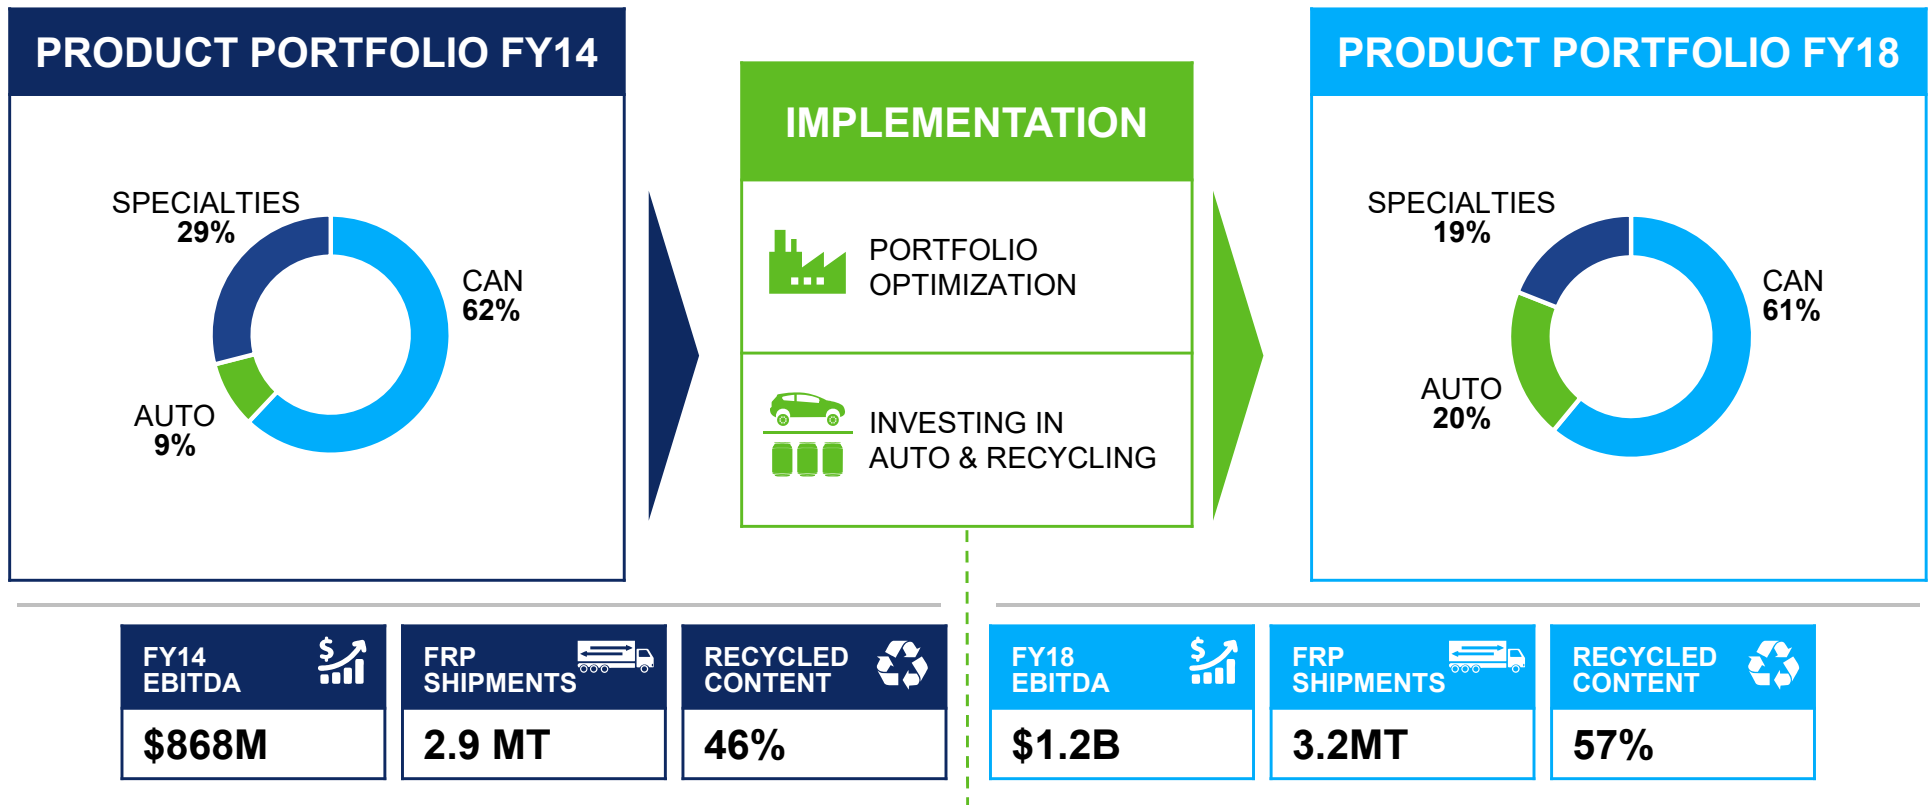 PRODUCT PORTFOLIO FY14
SPECIALTIES
29%
CAN
62%
AUTO
9%
IMPLEMENTATION
PORTFOLIO
OPTIMIZATION
INVESTING IN
AUTO & RECYCLING
PRODUCT PORTFOLIO FY18
SPECIALTIES
19%
CAN
61%
AUTO
20%
FY14
EBITDA
$
$868M
FRP
SHIPMENTS
2.9 MT
RECYCLED
CONTENT
46%
FY18
EBITDA
$
$1.2B
FRP
SHIPMENTS
3.2MT
RECYCLED
CONTENT
57%